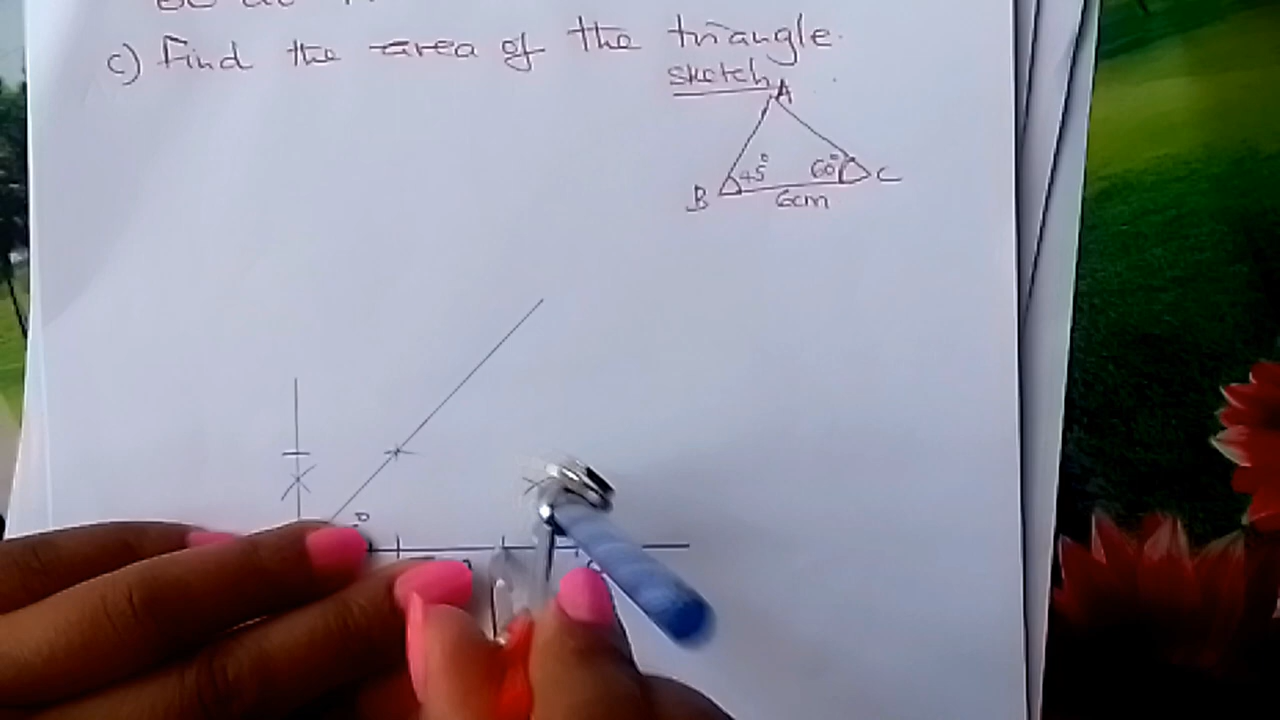 c) Find the area of the triangle.
sketch
A
45° 60°
B C
6cm